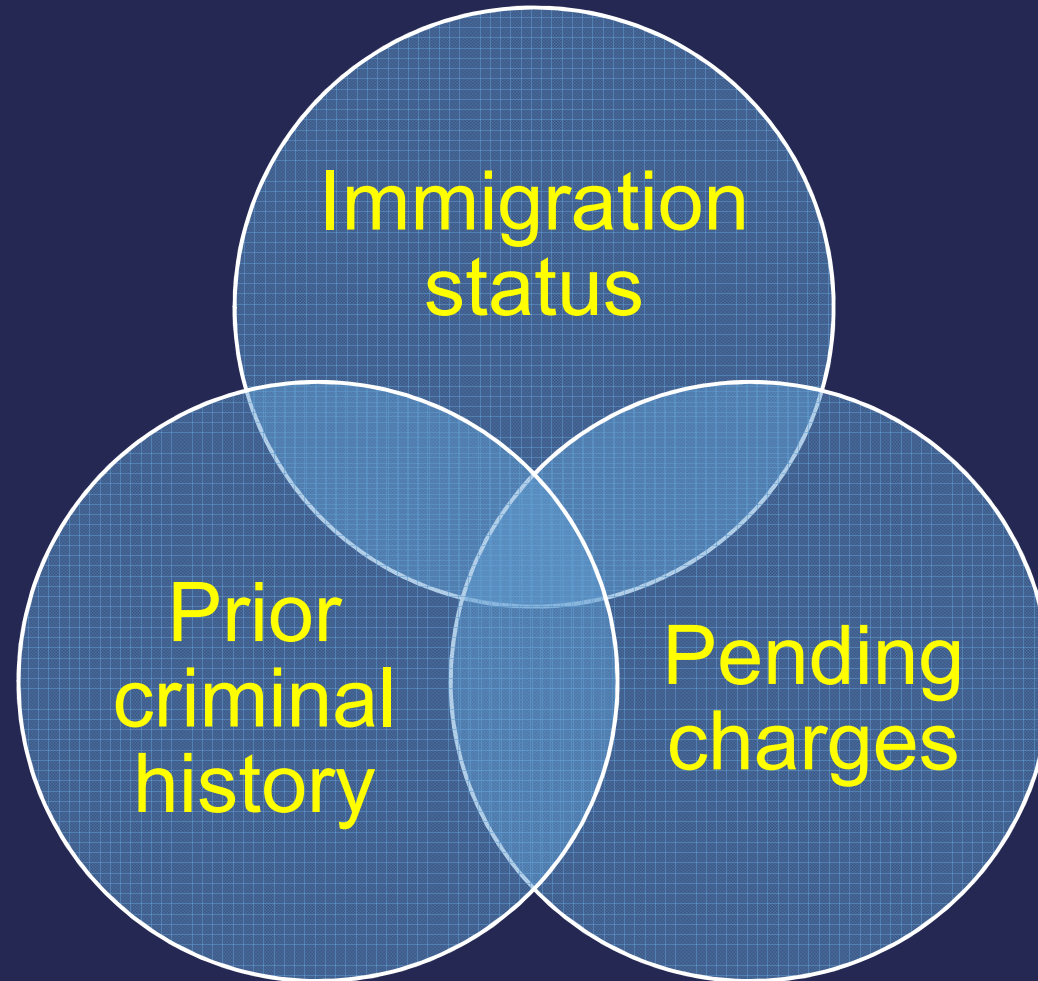 Immigration
status
Prior
criminal
history
Pending
charges